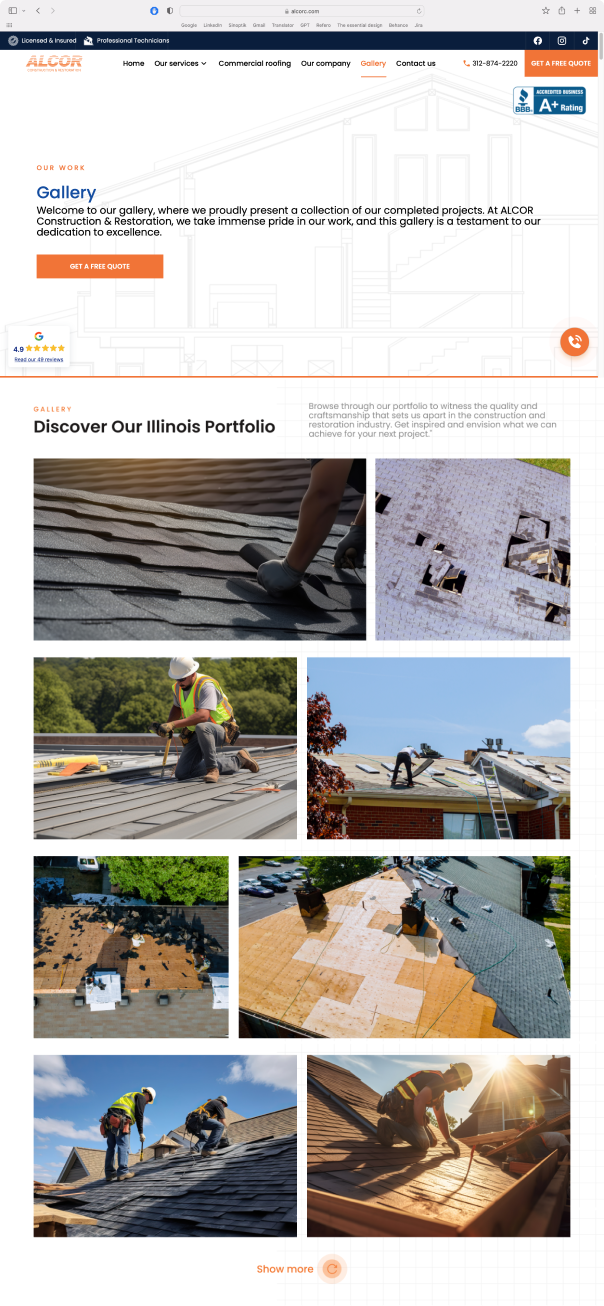 alcorc.com
Google LinkedIn Sinoptik Gmail Translator GPT Refero The essential design Behance Jira
Licensed & Insured Professional Technicians
ALCOR
CONSTRUCTION & RESTORATION
Home Our services Commercial roofing Our company Gallery Contact us 312-874-2220 GET A FREE QUOTE
ACCREDITED BUSINESS
BBB. A+ Rating
OUR WORK
Gallery
Welcome to our gallery, where we proudly present a collection of our completed projects. At ALCOR
Construction & Restoration, we take immense pride in our work, and this gallery is a testament to our
dedication to excellence.
GET A FREE QUOTE
G
4.9
Read our 49 reviews
GALLERY
Discover Our Illinois Portfolio
Browse through our portfolio to witness the quality and
craftsmanship that sets us apart in the construction and
restoration industry. Get inspired and envision what we can
achieve for your next project."
Show more